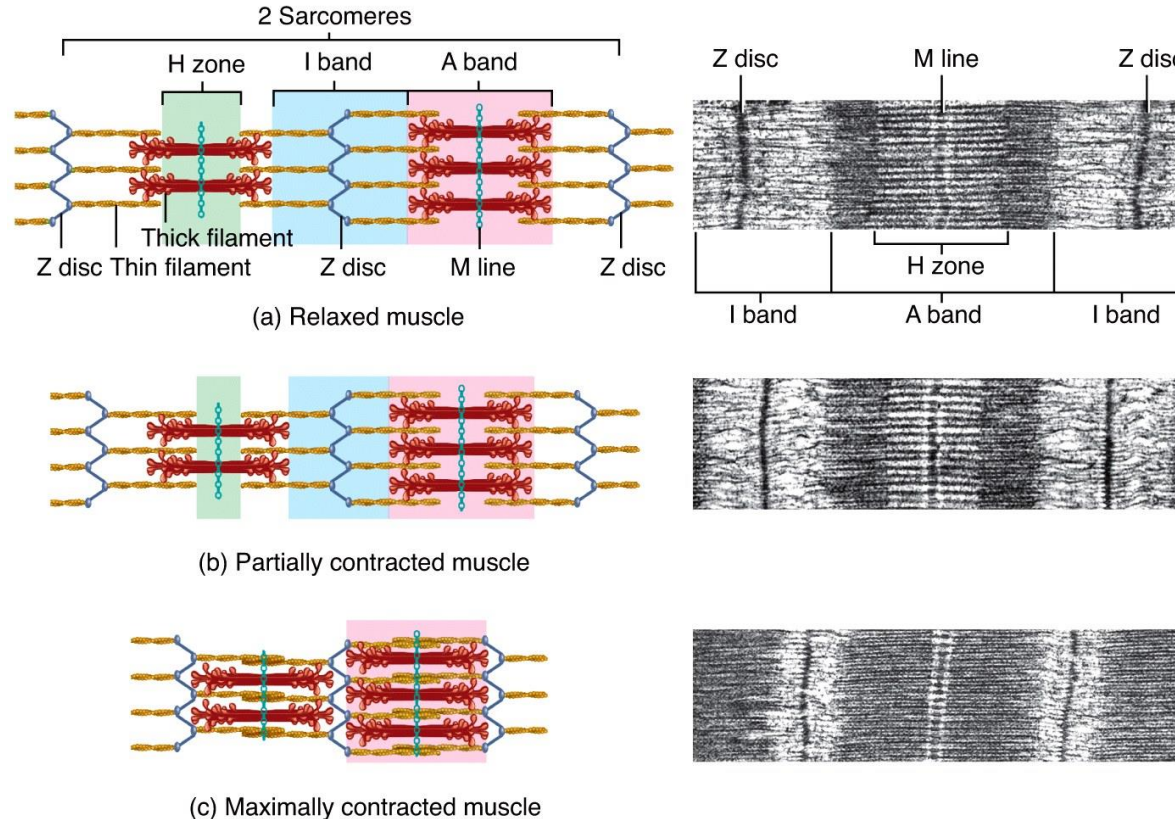 2 Sarcomeres
H zone
I band
A band
Thick filament
Z disc
Thin filament
Z disc
M line
Z disc
(a) Relaxed muscle
Z disc
M line
Z disc
H zone
I band
A band
I band
(b) Partially contracted muscle
(c) Maximally contracted muscle